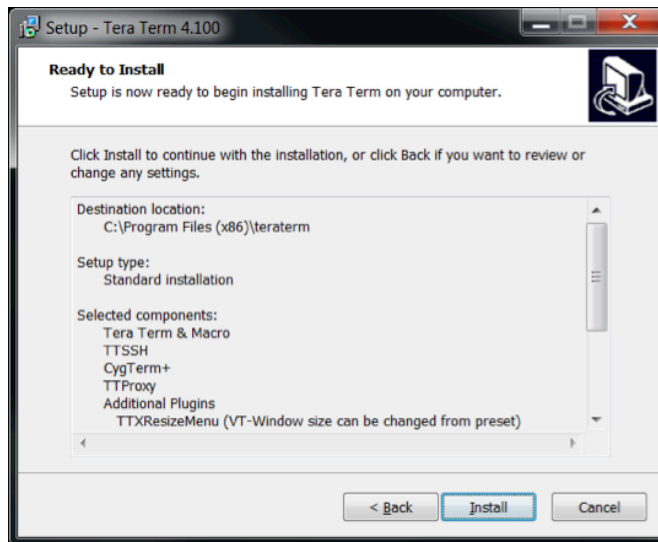 Setup - Tera Term 4.100
Ready to Install
Setup is now ready to begin installing Tera Term on your computer.
Click Install to continue with the installation, or click Back if you want to review or
change any settings.
Destination location:
C:\Program Files (x86)\teraterm
Setup type:
Standard installation
Selected components:
Tera Term & Macro
TTSSH
CygTerm+
TTProxy
Additional Plugins
TTXResizeMenu (VT-Window size can be changed from preset)
< Back
Install
Cancel